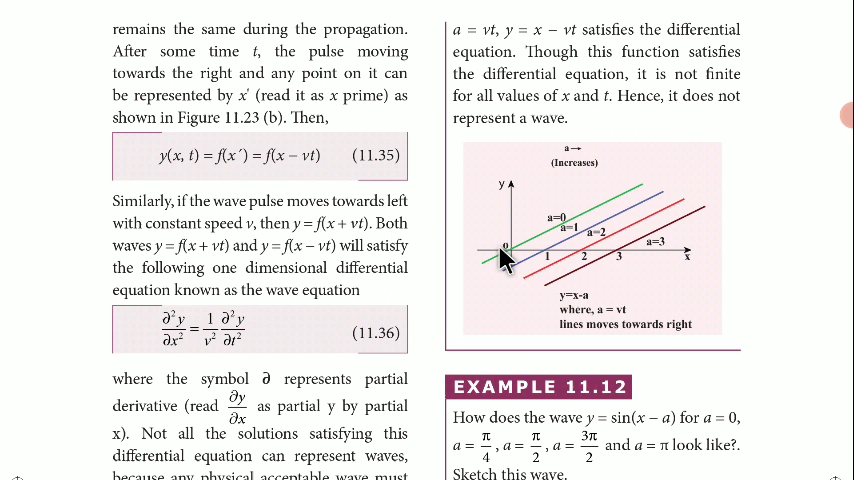 remains the same during the propagation.
After some time t, the pulse moving
towards the right and any point on it can
be represented by x' (read it as x prime) as
shown in Figure 11.23 (b). Then,
y(x, t) = f(x´) = f(x − vt) (11.35)
Similarly, if the wave pulse moves towards left
with constant speed v, then y = f(x + vt). Both
waves y = f(x + vt) and y = f(x − vt) will satisfy
the following one dimensional differential
equation known as the wave equation
∂²y/∂x² = 1/v² ∂²y/∂t² (11.36)
where the symbol ∂ represents partial
derivative (read ∂y/∂x as partial y by partial
x). Not all the solutions satisfying this
differential equation can represent waves,
because any physical acceptable wave must
a = vt, y = x − vt satisfies the differential
equation. Though this function satisfies
the differential equation, it is not finite
for all values of x and t. Hence, it does not
represent a wave.
a→
(Increases)
y
a=0
a=1
a=2
a=3
o
1 2 3 x
y=x-a
where, a = vt
lines moves towards right
EXAMPLE 11.12
How does the wave y = sin(x − a) for a = 0,
a = π/4, a = π/2, a = 3π/2 and a = π look like?.
Sketch this wave.